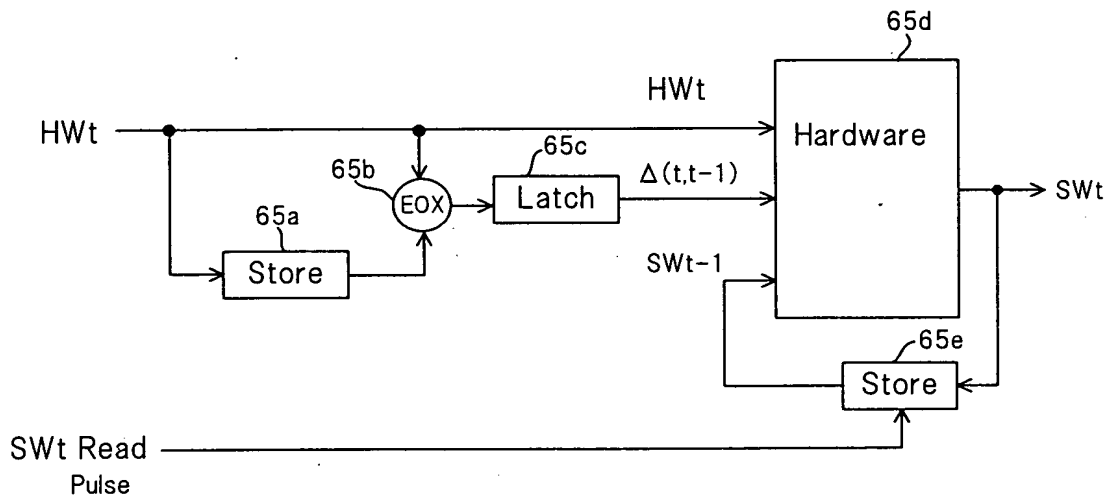 65d
HWt
HWt
65c
65b
Hardware
EOX
Latch
Δ(t,t−1)
SWt
65a
Store
SWt−1
65e
Store
SWt Read
Pulse